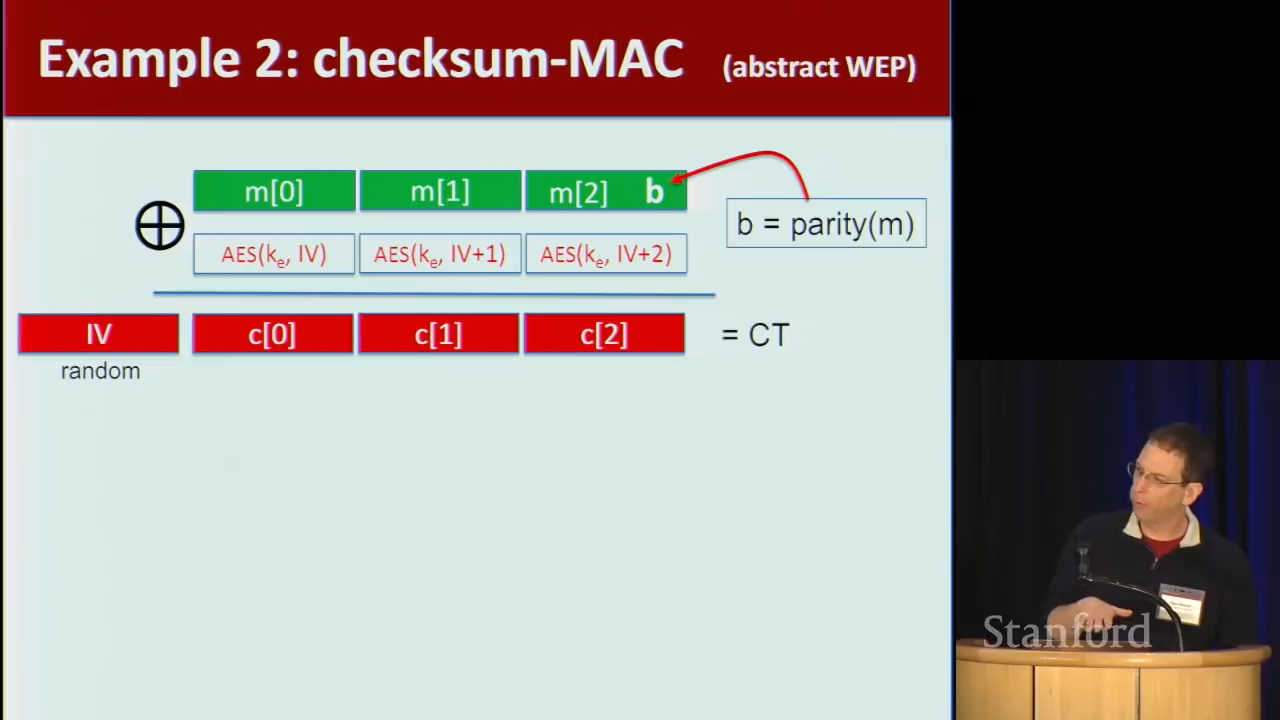 Example 2: checksum-MAC (abstract WEP)
m[0] m[1] m[2] b
b = parity(m)
⊕
AES(kₑ, IV) AES(kₑ, IV+1) AES(kₑ, IV+2)
IV c[0] c[1] c[2] = CT
random
Stanford